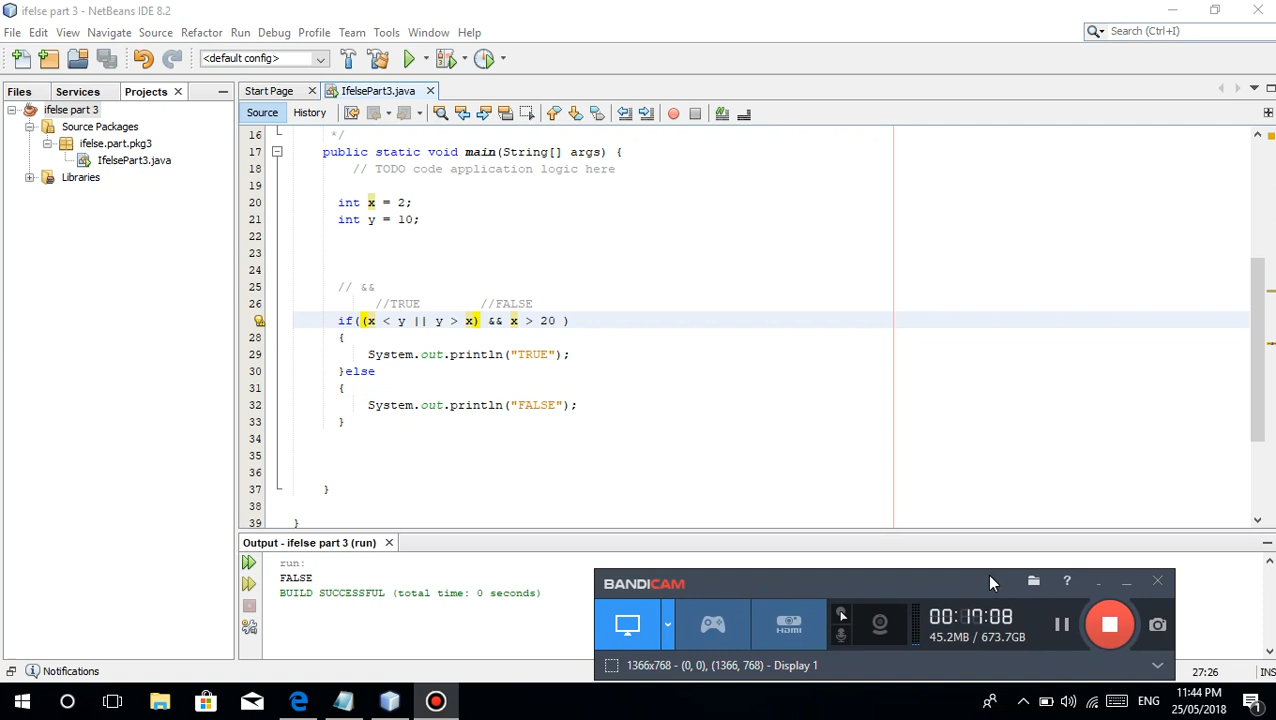 ifelse part 3 - NetBeans IDE 8.2
File Edit View Navigate Source Refactor Run Debug Profile Team Tools Window Help
Search (Ctrl+I)
<default config>
Files Services Projects
Start Page IfelsePart3.java
ifelse part 3
Source Packages
ifelse.part.pkg3
IfelsePart3.java
Libraries
Source History
16 */
17 public static void main(String[] args) {
18 // TODO code application logic here
19
20 int x = 2;
21 int y = 10;
22
23
24
25 // &&
26 //TRUE //FALSE
if((x < y || y > x) && x > 20 )
28 {
29 System.out.println("TRUE");
30 }else
31 {
32 System.out.println("FALSE");
33 }
34
35
36
37 }
38
39 }
Output - ifelse part 3 (run)
run:
FALSE
BUILD SUCCESSFUL (total time: 0 seconds)
BANDICAM
HDMI
00:17:08
45.2MB / 673.7GB
1366x768 - (0, 0), (1366, 768) - Display 1
Notifications
27:26 INS
ENG
11:44 PM
25/05/2018
1